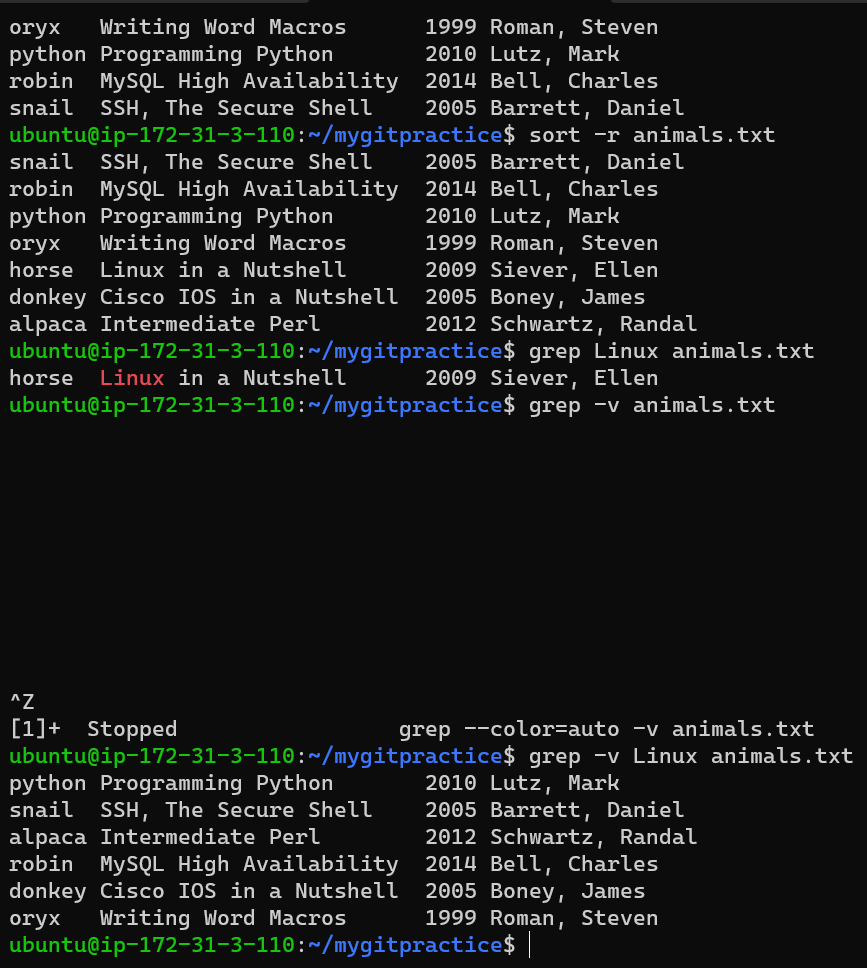 oryx   Writing Word Macros      1999 Roman, Steven
python Programming Python       2010 Lutz, Mark
robin  MySQL High Availability  2014 Bell, Charles
snail  SSH, The Secure Shell    2005 Barrett, Daniel
ubuntu@ip-172-31-3-110:~/mygitpractice$ sort -r animals.txt
snail  SSH, The Secure Shell    2005 Barrett, Daniel
robin  MySQL High Availability  2014 Bell, Charles
python Programming Python       2010 Lutz, Mark
oryx   Writing Word Macros      1999 Roman, Steven
horse  Linux in a Nutshell      2009 Siever, Ellen
donkey Cisco IOS in a Nutshell  2005 Boney, James
alpaca Intermediate Perl        2012 Schwartz, Randal
ubuntu@ip-172-31-3-110:~/mygitpractice$ grep Linux animals.txt
horse  Linux in a Nutshell      2009 Siever, Ellen
ubuntu@ip-172-31-3-110:~/mygitpractice$ grep -v animals.txt
^Z
[1]+  Stopped                 grep --color=auto -v animals.txt
ubuntu@ip-172-31-3-110:~/mygitpractice$ grep -v Linux animals.txt
python Programming Python       2010 Lutz, Mark
snail  SSH, The Secure Shell    2005 Barrett, Daniel
alpaca Intermediate Perl        2012 Schwartz, Randal
robin  MySQL High Availability  2014 Bell, Charles
donkey Cisco IOS in a Nutshell  2005 Boney, James
oryx   Writing Word Macros      1999 Roman, Steven
ubuntu@ip-172-31-3-110:~/mygitpractice$